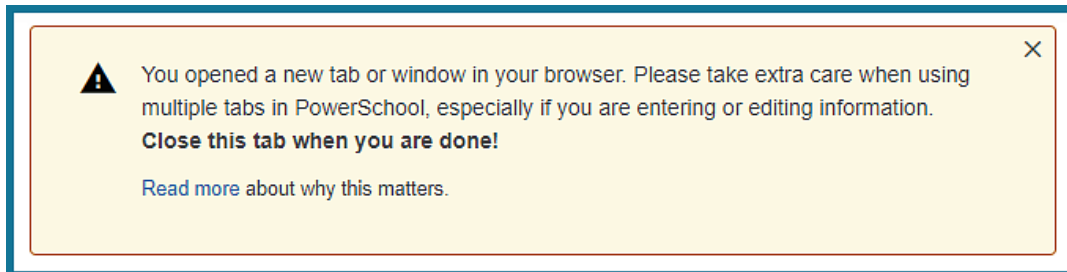 You opened a new tab or window in your browser. Please take extra care when using
multiple tabs in PowerSchool, especially if you are entering or editing information.
Close this tab when you are done!
Read more about why this matters.